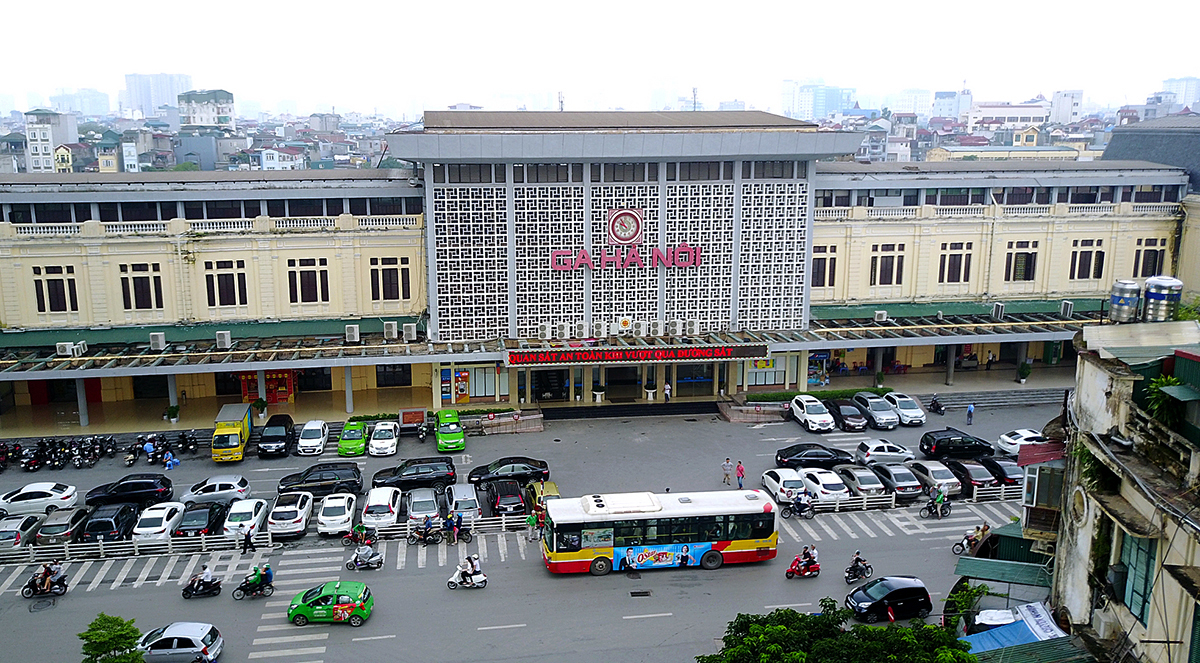 GA HÀ NỘI
QUAN SÁT AN TOÀN KHI VƯỢT QUA ĐƯỜNG SẮT